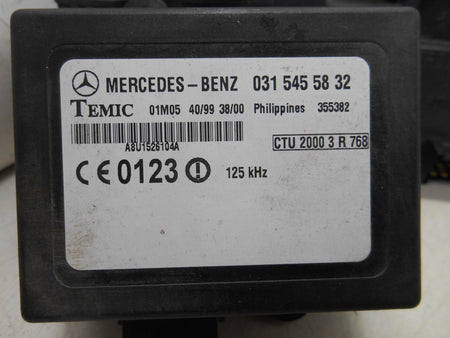 MERCEDES-BENZ 031 545 58 32
TEMIC 01M05 40/99 38/00 Philippines 355382
A8U1526104A
CTU 2000 3 R 768
CE 0123 125 kHz